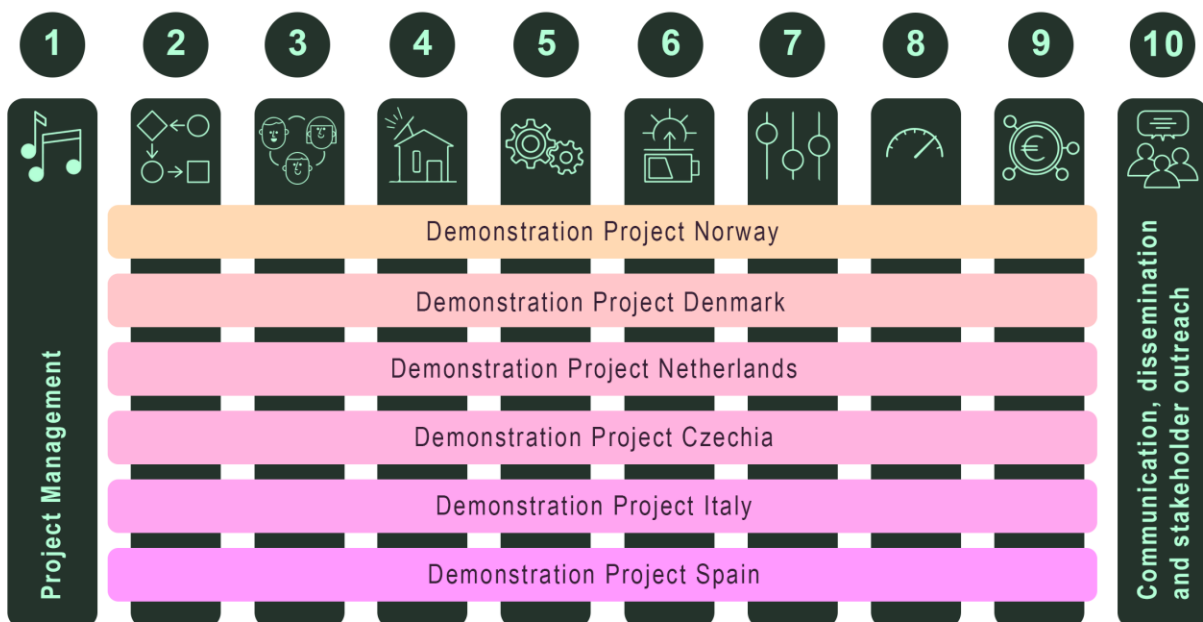 1 2 3 4 5 6 7 8 9 10
€
Demonstration Project Norway
Demonstration Project Denmark
Demonstration Project Netherlands
Demonstration Project Czechia
Demonstration Project Italy
Demonstration Project Spain
Project Management
Communication, dissemination
and stakeholder outreach